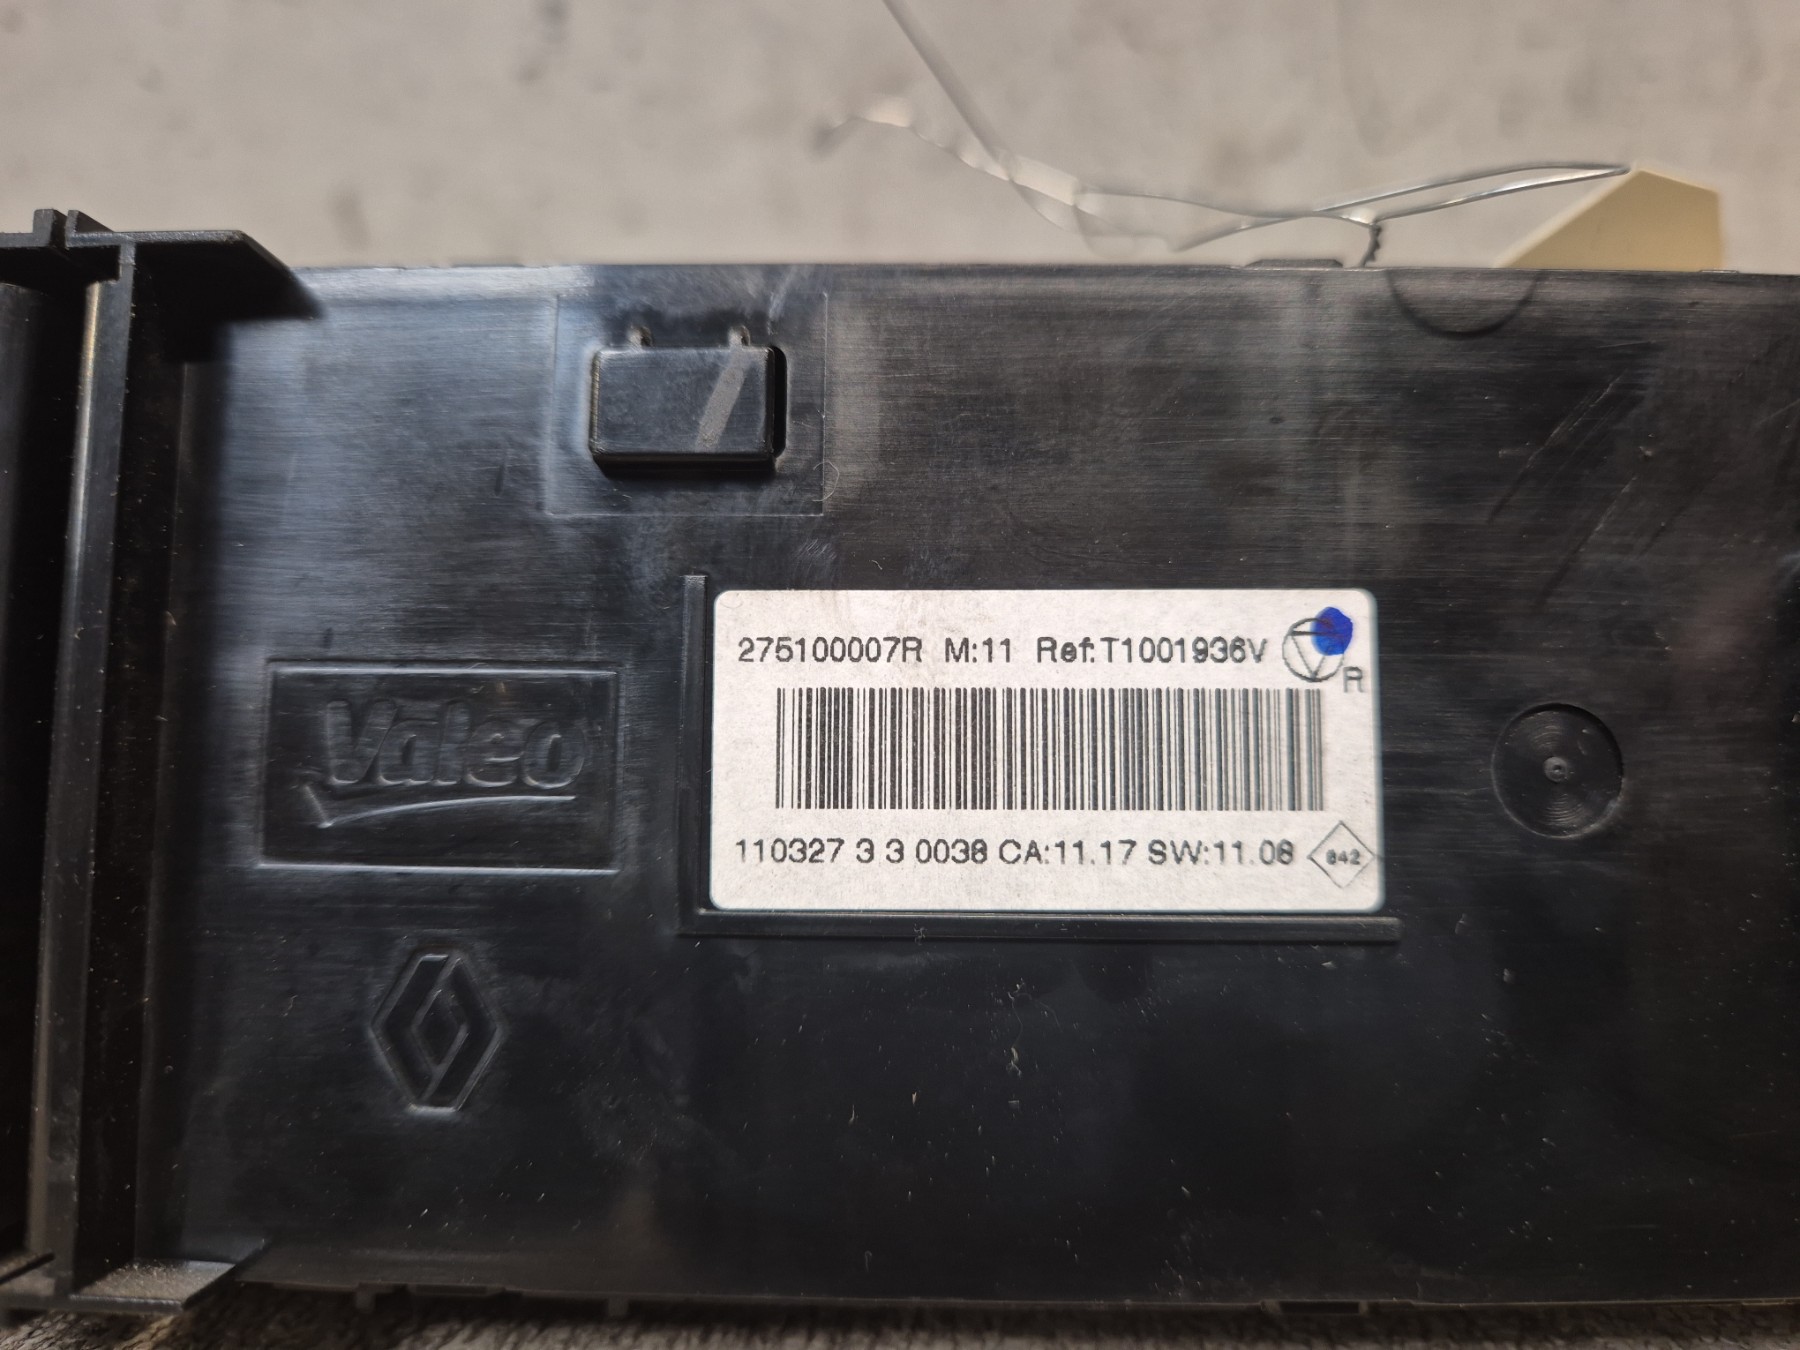 275100007R M:11 Ref:T1001936V
R
Valeo
110327 3 3 0038 CA:11.17 SW:11.08
842